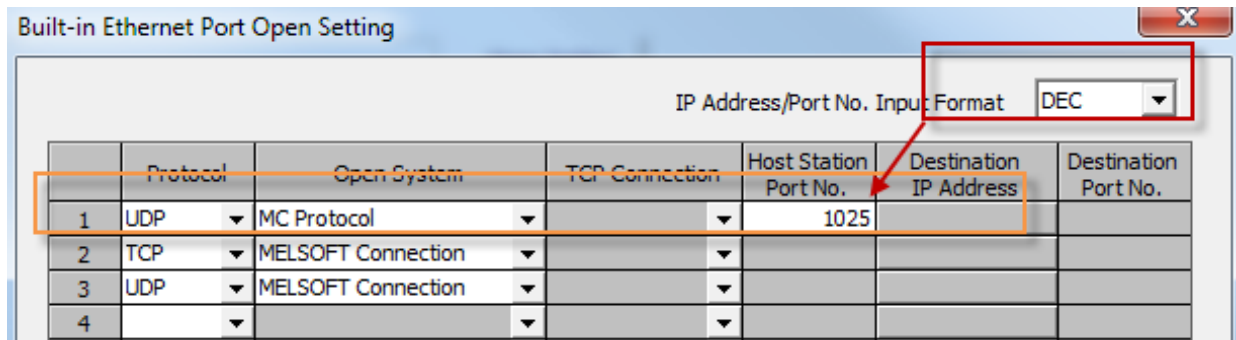 Built-in Ethernet Port Open Setting
IP Address/Port No. Input Format DEC
Protocol Open System TCP Connection Host Station Port No. Destination IP Address Destination Port No.
1 UDP MC Protocol 1025
2 TCP MELSOFT Connection
3 UDP MELSOFT Connection
4